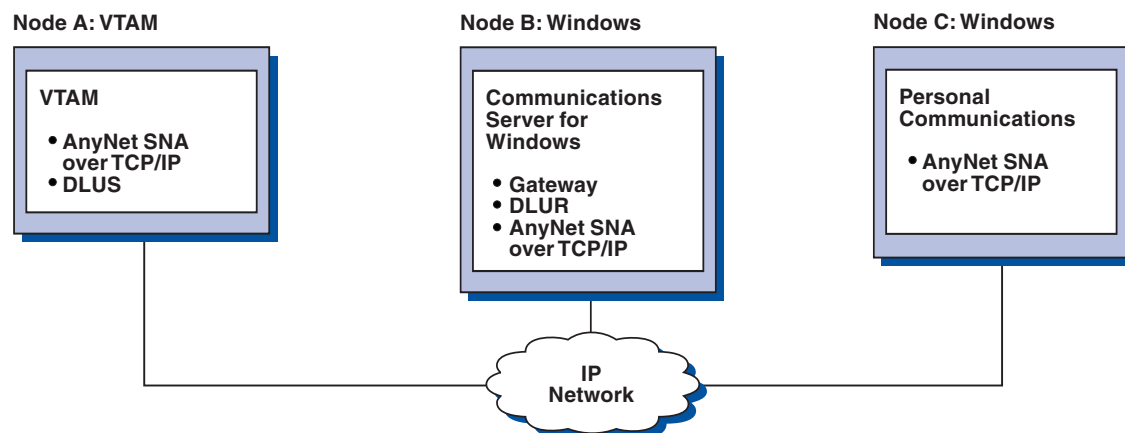 Node A: VTAM
VTAM
• AnyNet SNA
over TCP/IP
• DLUS
Node B: Windows
Communications
Server for
Windows
• Gateway
• DLUR
• AnyNet SNA
over TCP/IP
Node C: Windows
Personal
Communications
• AnyNet SNA
over TCP/IP
IP
Network